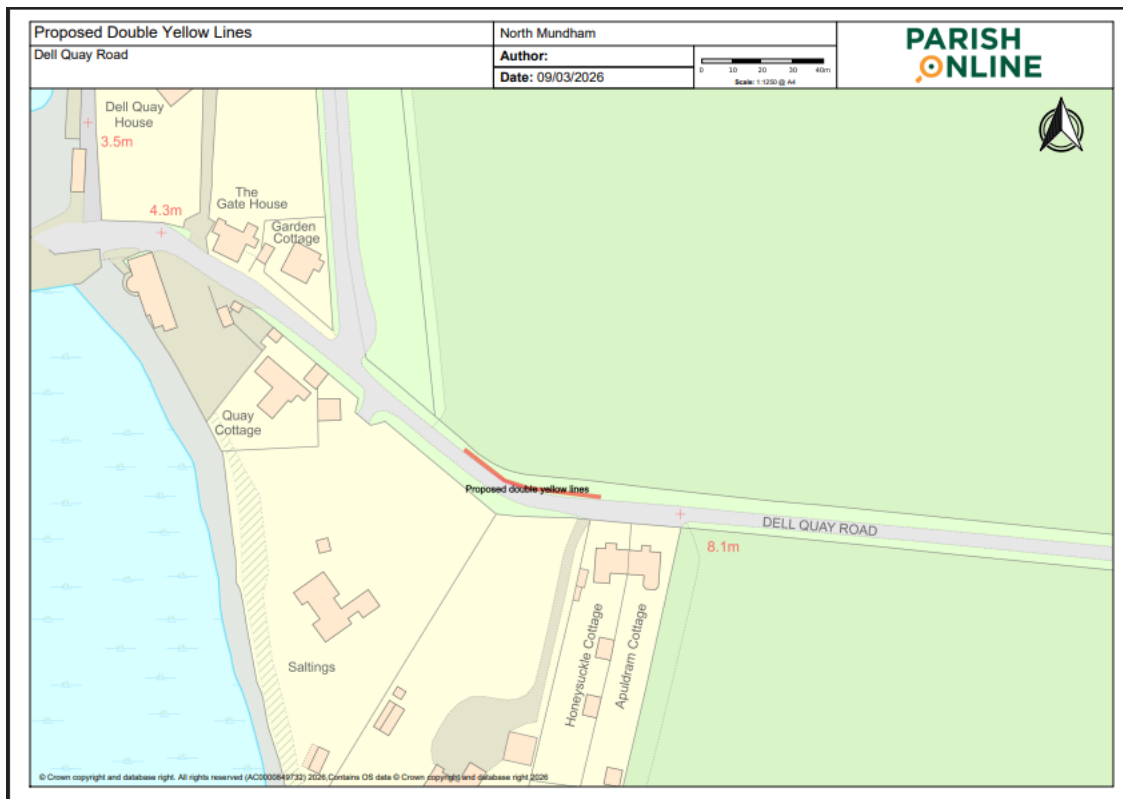 Proposed Double Yellow Lines
Dell Quay Road
North Mundham
Author:
Date: 09/03/2026
0 10 20 30 40m
Scale: 1:1250 @ A4
PARISH
ONLINE
Dell Quay
House
3.5m
4.3m
The
Gate House
Garden
Cottage
Quay
Cottage
Proposed double yellow lines
DELL QUAY ROAD
8.1m
Saltings
Honeysuckle Cottage
Apuldram Cottage
© Crown copyright and database right. All rights reserved (AC0000849732) 2026,Contains OS data © Crown copyright and database right 2026